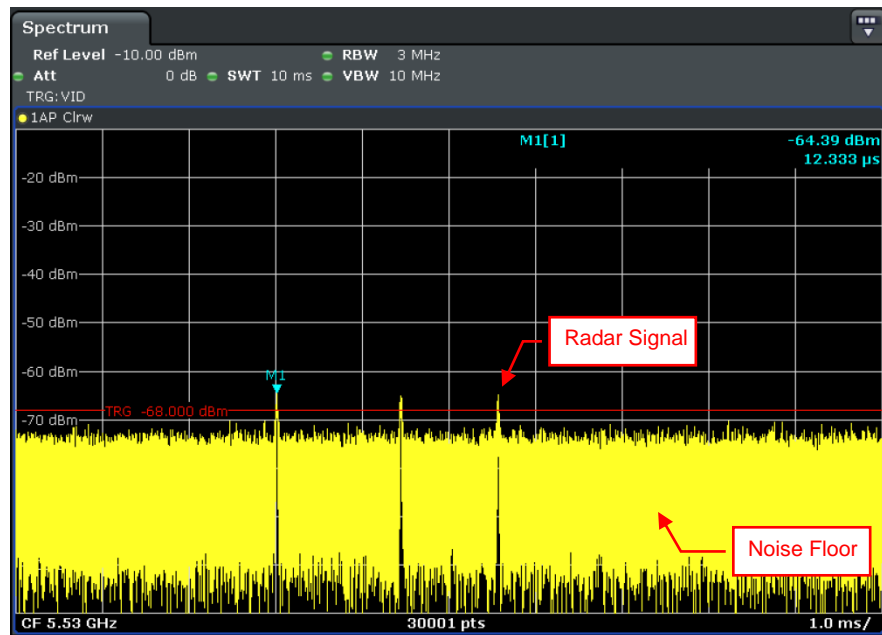 Spectrum
Ref Level -10.00 dBm RBW 3 MHz
Att 0 dB SWT 10 ms VBW 10 MHz
TRG:VID
1AP Clrw
M1[1] -64.39 dBm
12.333 µs
-20 dBm
-30 dBm
-40 dBm
-50 dBm
Radar Signal
-60 dBm
M1
TRG -68.000 dBm
-70 dBm
Noise Floor
CF 5.53 GHz 30001 pts 1.0 ms/